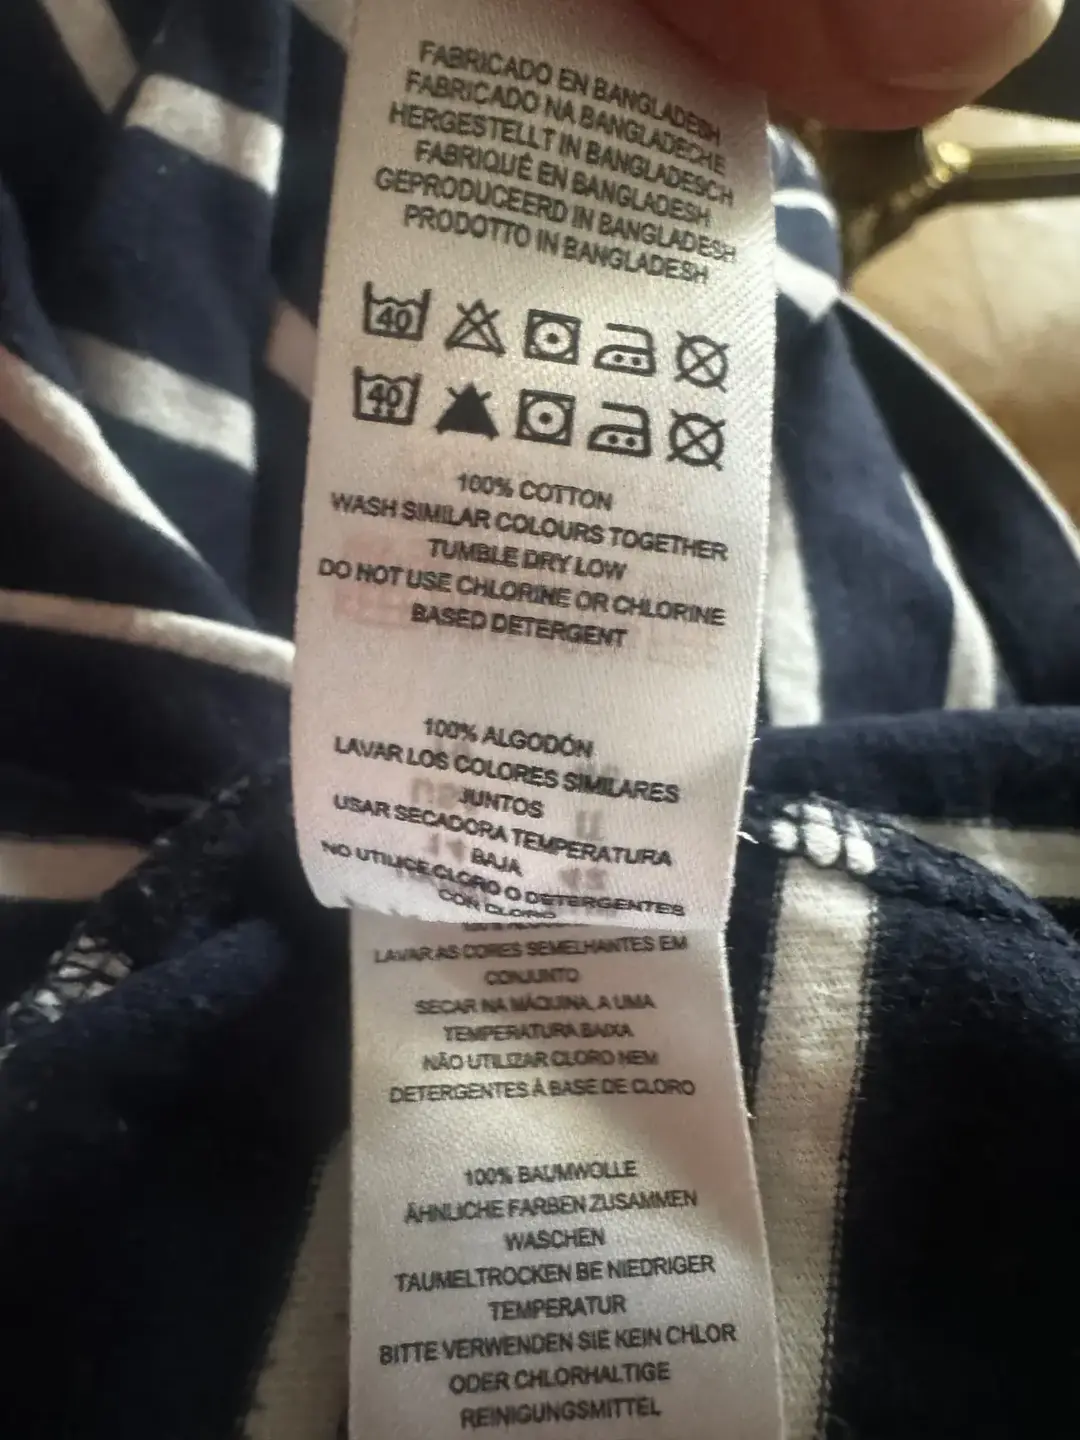 FABRICADO EN BANGLADESH
FABRICADO NA BANGLADECHE
HERGESTELLT IN BANGLADESCH
FABRIQUÉ EN BANGLADESH
GEPRODUCEERD IN BANGLADESH
PRODOTTO IN BANGLADESH
40
40
100% COTTON
WASH SIMILAR COLOURS TOGETHER
TUMBLE DRY LOW
DO NOT USE CHLORINE OR CHLORINE
BASED DETERGENT
100% ALGODÓN
LAVAR LOS COLORES SIMILARES
JUNTOS
USAR SECADORA TEMPERATURA
BAJA
NO UTILICE CLORO O DETERGENTES
CON CLORO
LAVAR AS CORES SEMELHANTES EM
CONJUNTO
SECAR NA MÁQUINA, A UMA
TEMPERATURA BAIXA
NÃO UTILIZAR CLORO NEM
DETERGENTES À BASE DE CLORO
100% BAUMWOLLE
ÄHNLICHE FARBEN ZUSAMMEN
WASCHEN
TAUMELTROCKEN BE NIEDRIGER
TEMPERATUR
BITTE VERWENDEN SIE KEIN CHLOR
ODER CHLORHALTIGE
REINIGUNGSMITTEL